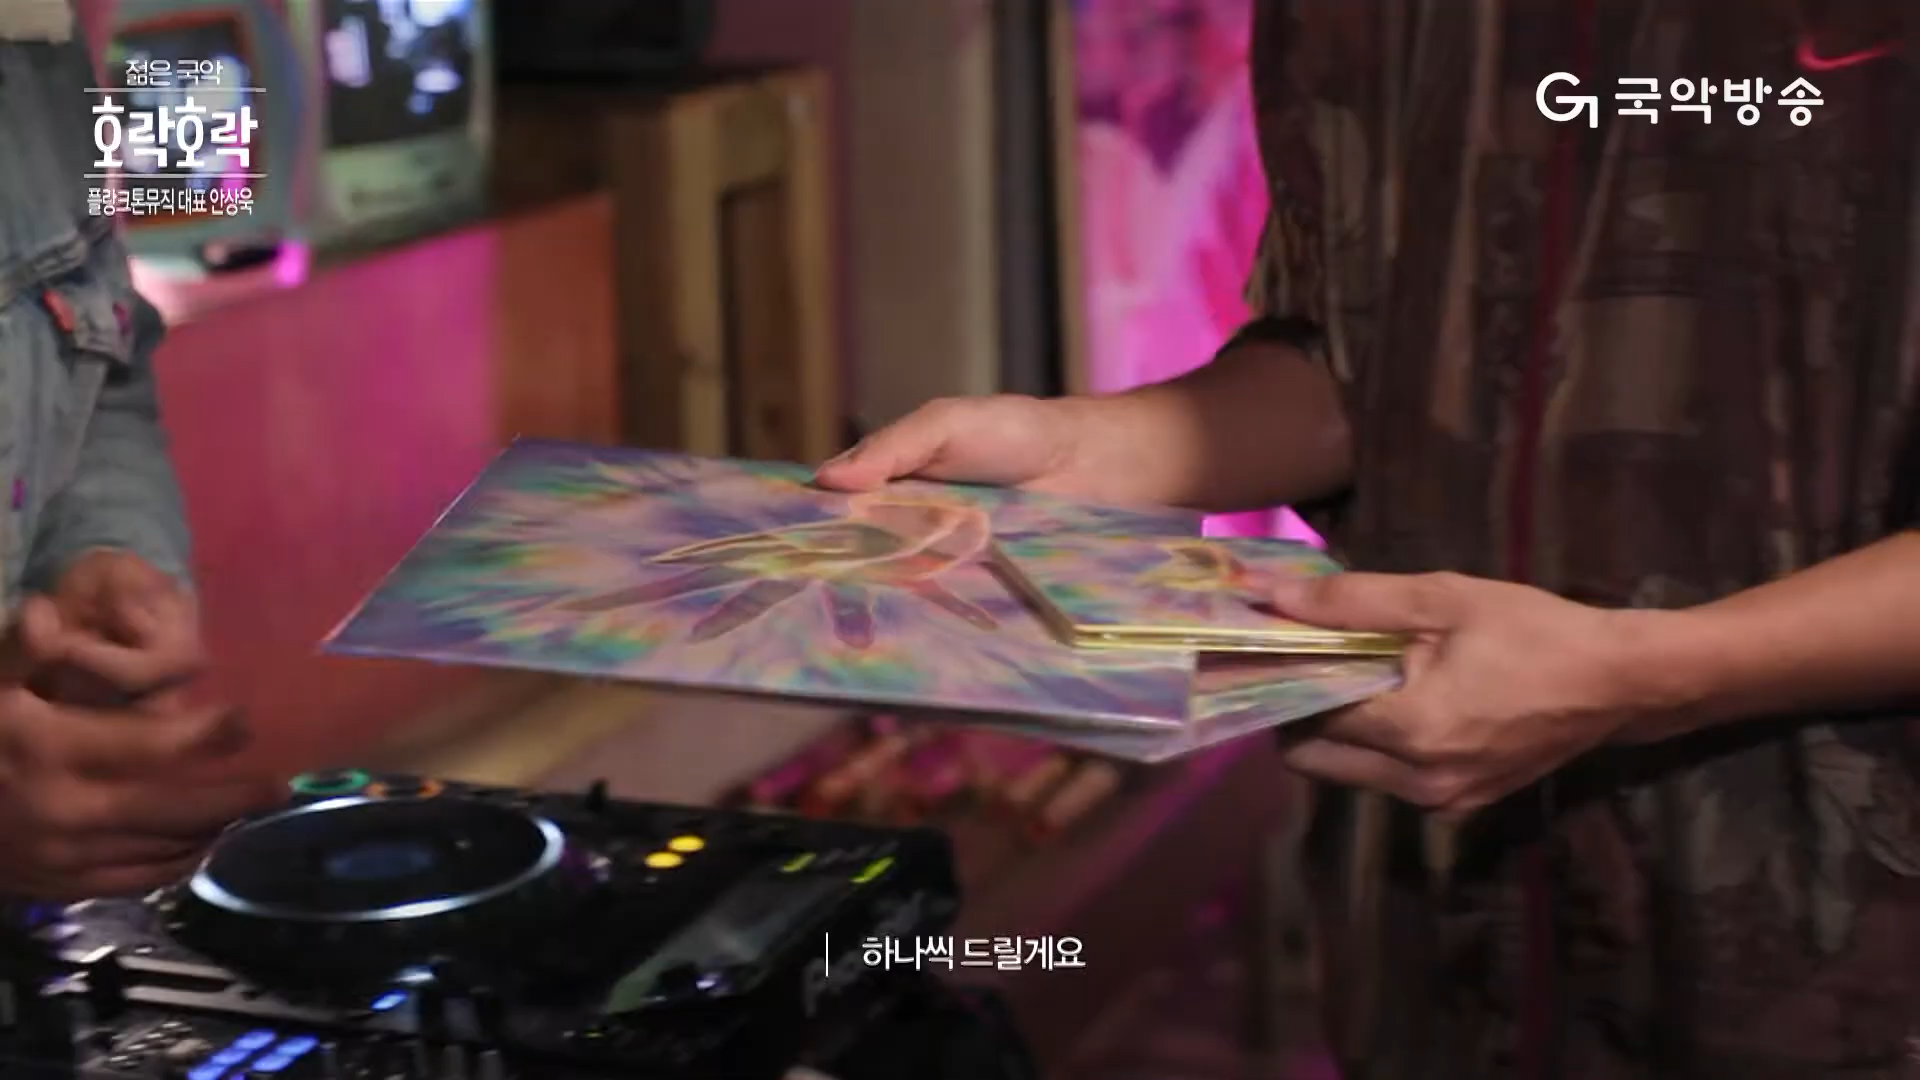 젊은 국악
호락호락
플랑크톤뮤직 대표 안상욱
국악방송
하나씩 드릴게요